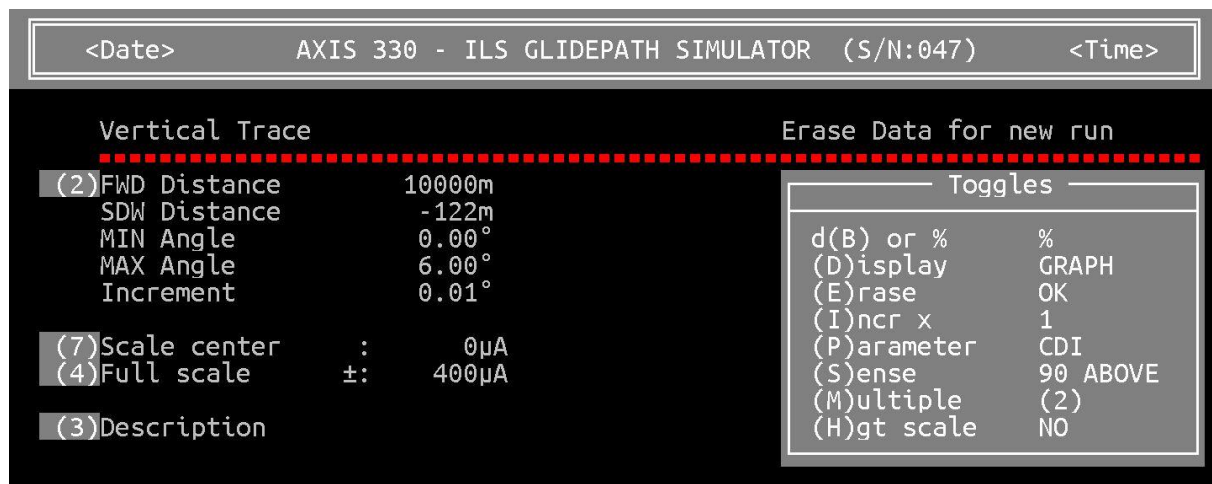 <Date> AXIS 330 - ILS GLIDEPATH SIMULATOR (S/N:047) <Time>
Vertical Trace
Erase Data for new run
(2)FWD Distance 10000m
SDW Distance -122m
MIN Angle 0.00°
MAX Angle 6.00°
Increment 0.01°
(7)Scale center : 0µA
(4)Full scale ±: 400µA
(3)Description
Toggles
d(B) or % %
(D)isplay GRAPH
(E)rase OK
(I)ncr x 1
(P)arameter CDI
(S)ense 90 ABOVE
(M)ultiple (2)
(H)gt scale NO